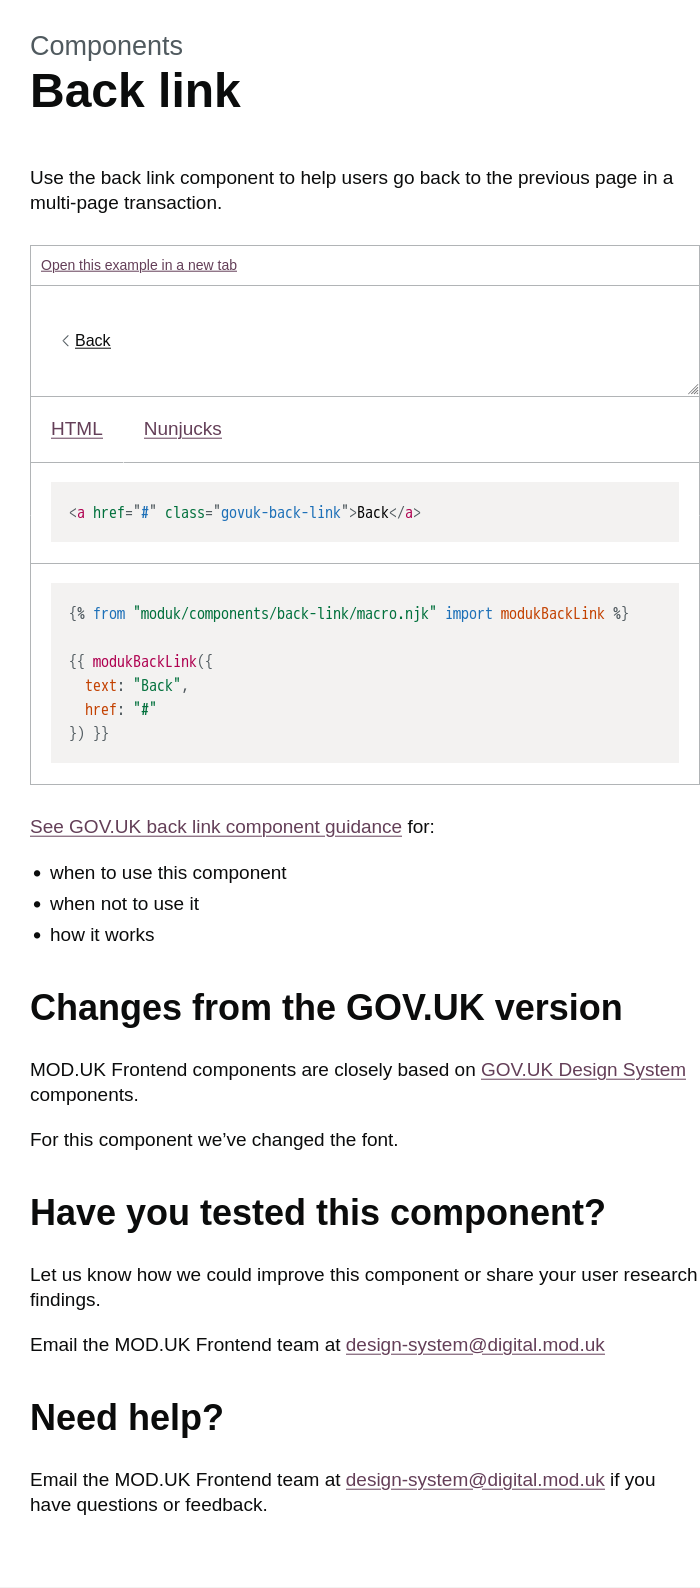 Components
Back link
Use the back link component to help users go back to the previous page in a
multi-page transaction.
Open this example in a new tab
Back
HTML Nunjucks
<a href="#" class="govuk-back-link">Back</a>
{% from "moduk/components/back-link/macro.njk" import modukBackLink %}
{{ modukBackLink({
  text: "Back",
  href: "#"
}) }}
See GOV.UK back link component guidance for:
• when to use this component
• when not to use it
• how it works
Changes from the GOV.UK version
MOD.UK Frontend components are closely based on GOV.UK Design System
components.
For this component we’ve changed the font.
Have you tested this component?
Let us know how we could improve this component or share your user research
findings.
Email the MOD.UK Frontend team at design-system@digital.mod.uk
Need help?
Email the MOD.UK Frontend team at design-system@digital.mod.uk if you
have questions or feedback.